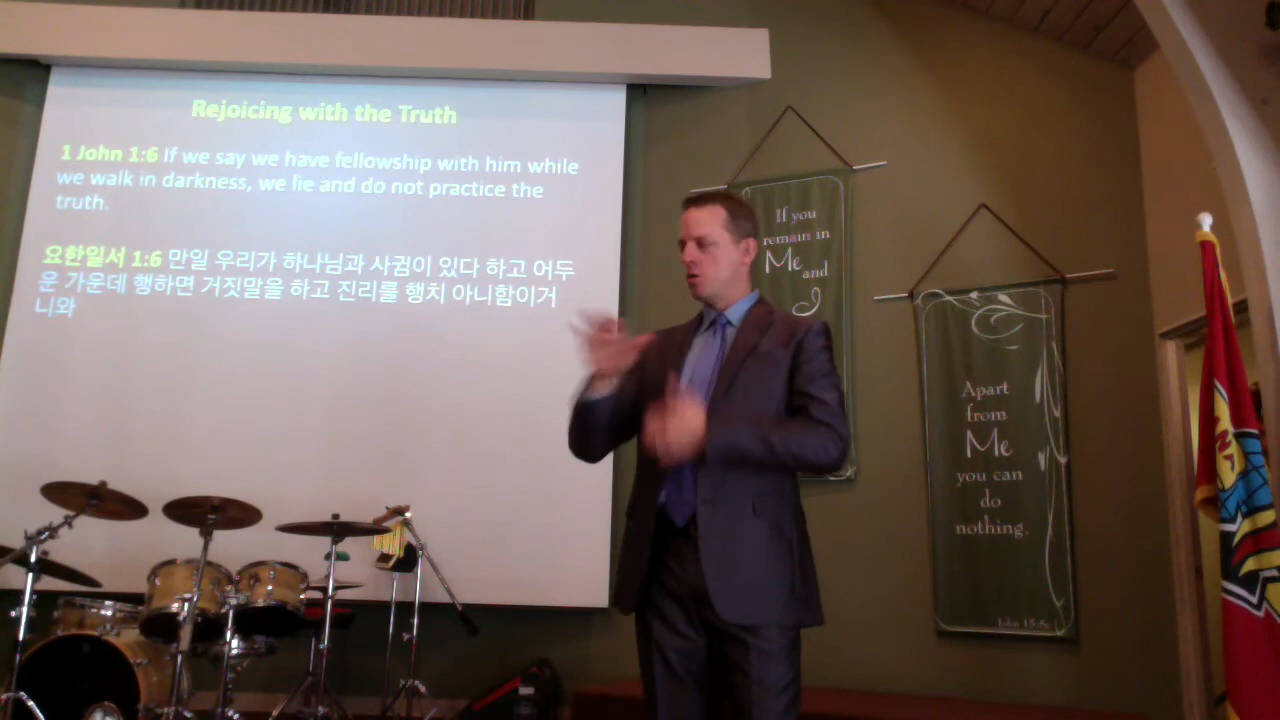 Rejoicing with the Truth
1 John 1:6 If we say we have fellowship with him while
we walk in darkness, we lie and do not practice the
truth.
요한일서 1:6 만일 우리가 하나님과 사귐이 있다 하고 어두
운 가운데 행하면 거짓말을 하고 진리를 행치 아니함이거
니와
If you
remain in
Me and
I
Apart
from
Me
you can
do
nothing.
John 15:5c